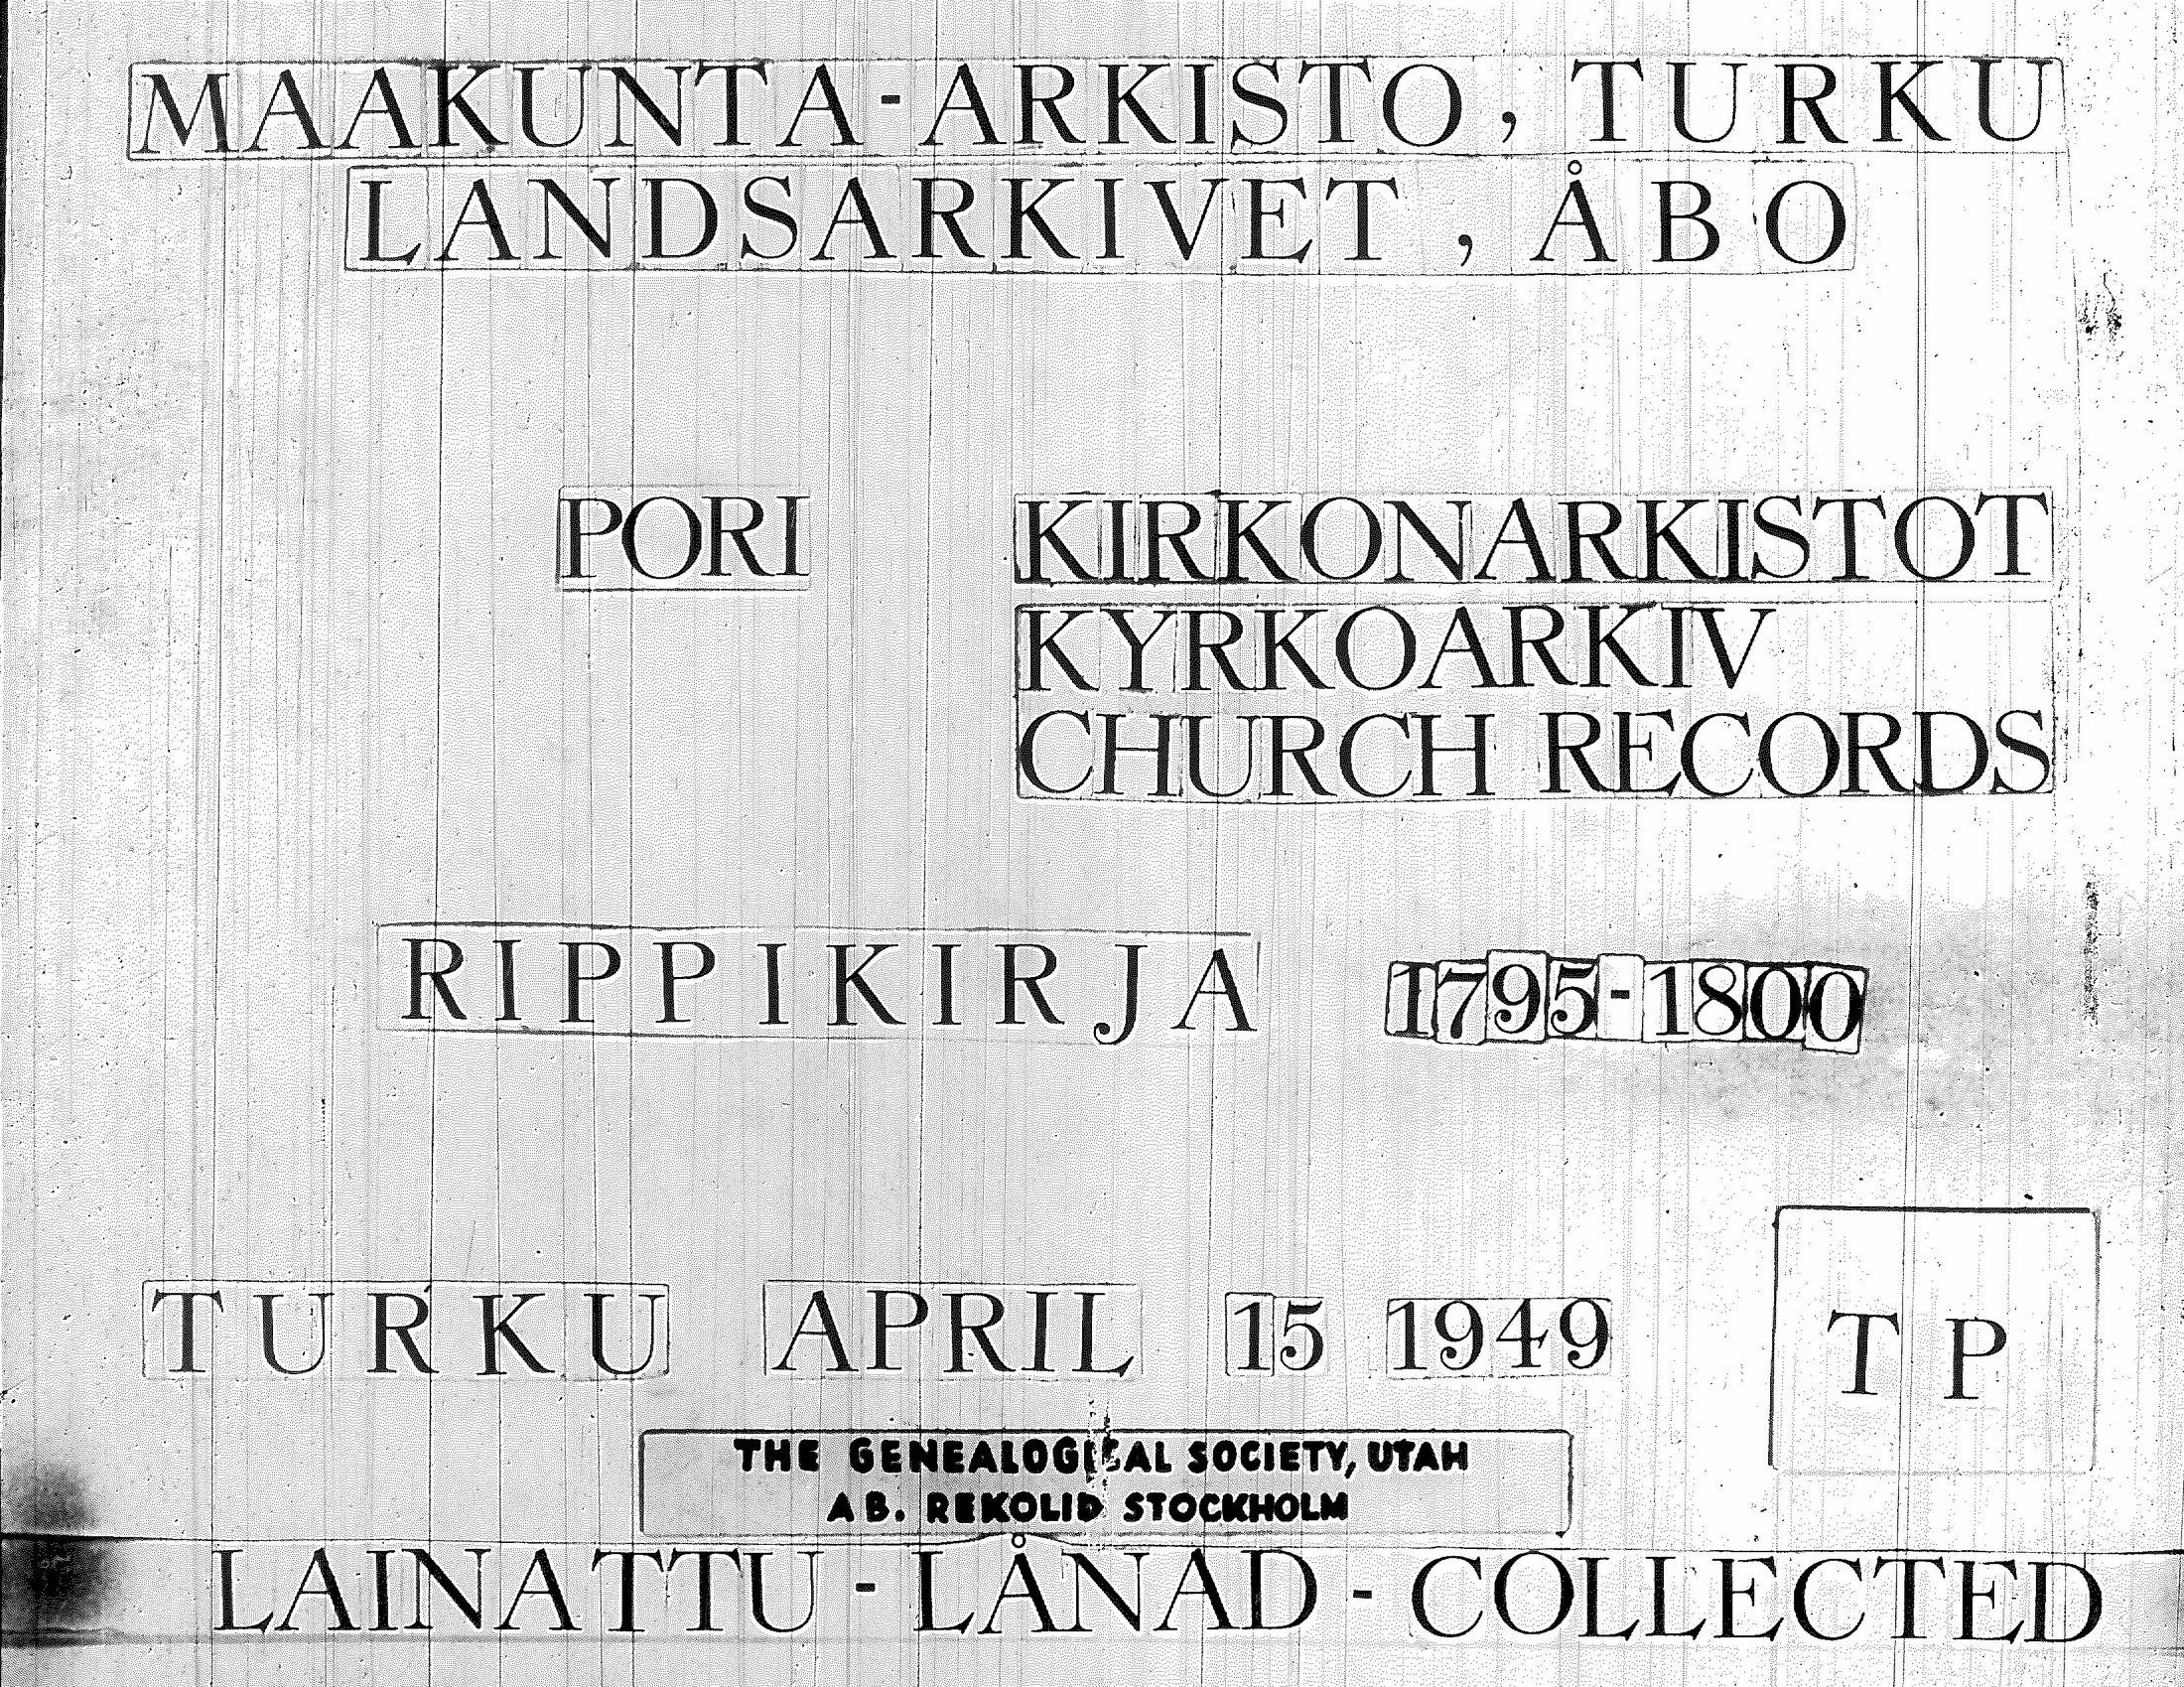 MAAKUNTA-ARKISTO, TURKU
LANDSARKIVET, ÅBO
PORI KIRKONARKISTOT
KYRKOARKIV
CHURCH RECORDS
RIPPIKIRJA 1795-1800
TURKU APRIL 15 1949
TP
THE GENEALOGICAL SOCIETY, UTAH
AB. REKOLID STOCKHOLM
LAINATTU - LÅNAD - COLLECTED